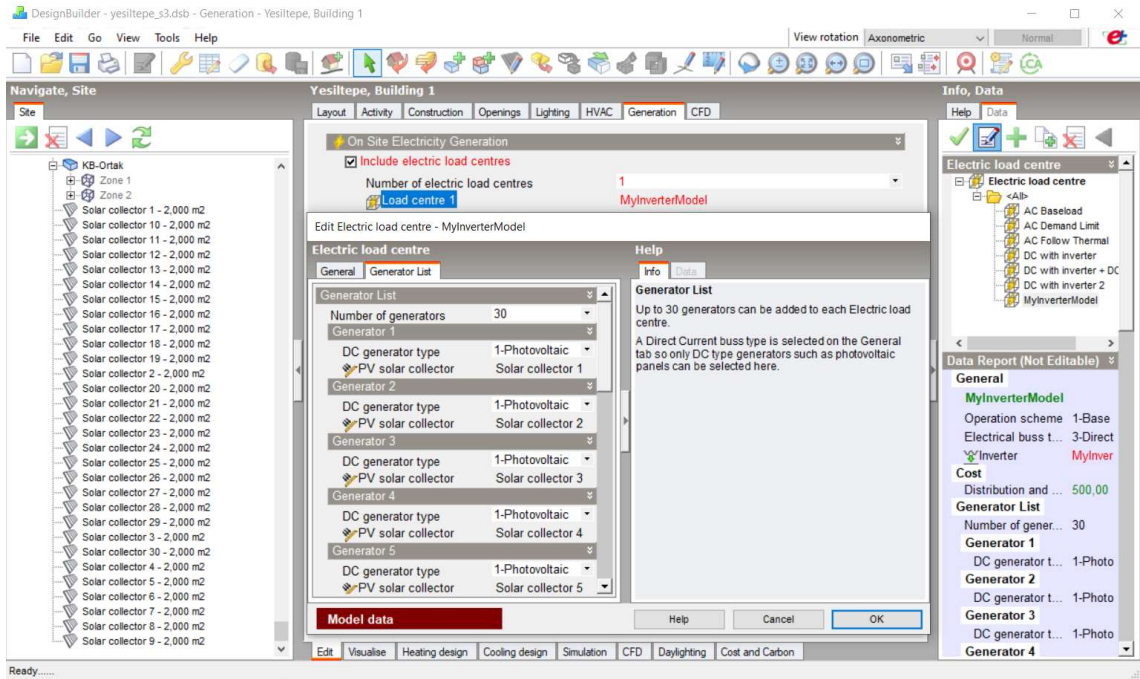 DesignBuilder - yesiltepe_s3.dsb - Generation - Yesiltepe, Building 1
File Edit Go View Tools Help
View rotation Axonometric Normal
Navigate, Site
Site
KB-Ortak
Zone 1
Zone 2
Solar collector 1 - 2,000 m2
Solar collector 10 - 2,000 m2
Solar collector 11 - 2,000 m2
Solar collector 12 - 2,000 m2
Solar collector 13 - 2,000 m2
Solar collector 14 - 2,000 m2
Solar collector 15 - 2,000 m2
Solar collector 16 - 2,000 m2
Solar collector 17 - 2,000 m2
Solar collector 18 - 2,000 m2
Solar collector 19 - 2,000 m2
Solar collector 2 - 2,000 m2
Solar collector 20 - 2,000 m2
Solar collector 21 - 2,000 m2
Solar collector 22 - 2,000 m2
Solar collector 23 - 2,000 m2
Solar collector 24 - 2,000 m2
Solar collector 25 - 2,000 m2
Solar collector 26 - 2,000 m2
Solar collector 27 - 2,000 m2
Solar collector 28 - 2,000 m2
Solar collector 29 - 2,000 m2
Solar collector 3 - 2,000 m2
Solar collector 30 - 2,000 m2
Solar collector 4 - 2,000 m2
Solar collector 5 - 2,000 m2
Solar collector 6 - 2,000 m2
Solar collector 7 - 2,000 m2
Solar collector 8 - 2,000 m2
Solar collector 9 - 2,000 m2
Yesiltepe, Building 1
Layout Activity Construction Openings Lighting HVAC Generation CFD
On Site Electricity Generation
Include electric load centres
Number of electric load centres 1
Load centre 1 MyInverterModel
Edit Electric load centre - MyInverterModel
Electric load centre
General Generator List
Generator List
Number of generators 30
Generator 1
DC generator type 1-Photovoltaic
PV solar collector Solar collector 1
Generator 2
DC generator type 1-Photovoltaic
PV solar collector Solar collector 2
Generator 3
DC generator type 1-Photovoltaic
PV solar collector Solar collector 3
Generator 4
DC generator type 1-Photovoltaic
PV solar collector Solar collector 4
Generator 5
DC generator type 1-Photovoltaic
PV solar collector Solar collector 5
Model data
Help
Info Data
Generator List
Up to 30 generators can be added to each Electric load
centre.
A Direct Current buss type is selected on the General
tab so only DC type generators such as photovoltaic
panels can be selected here.
Help Cancel OK
Edit Visualise Heating design Cooling design Simulation CFD Daylighting Cost and Carbon
Info, Data
Help Data
Electric load centre
Electric load centre
<All>
AC Baseload
AC Demand Limit
AC Follow Thermal
DC with inverter
DC with inverter + DC
DC with inverter 2
MyInverterModel
Data Report (Not Editable)
General
MyInverterModel
Operation scheme 1-Base
Electrical buss t... 3-Direct
Inverter MyInver
Cost
Distribution and ... 500,00
Generator List
Number of gener... 30
Generator 1
DC generator t... 1-Photo
Generator 2
DC generator t... 1-Photo
Generator 3
DC generator t... 1-Photo
Generator 4
Ready......